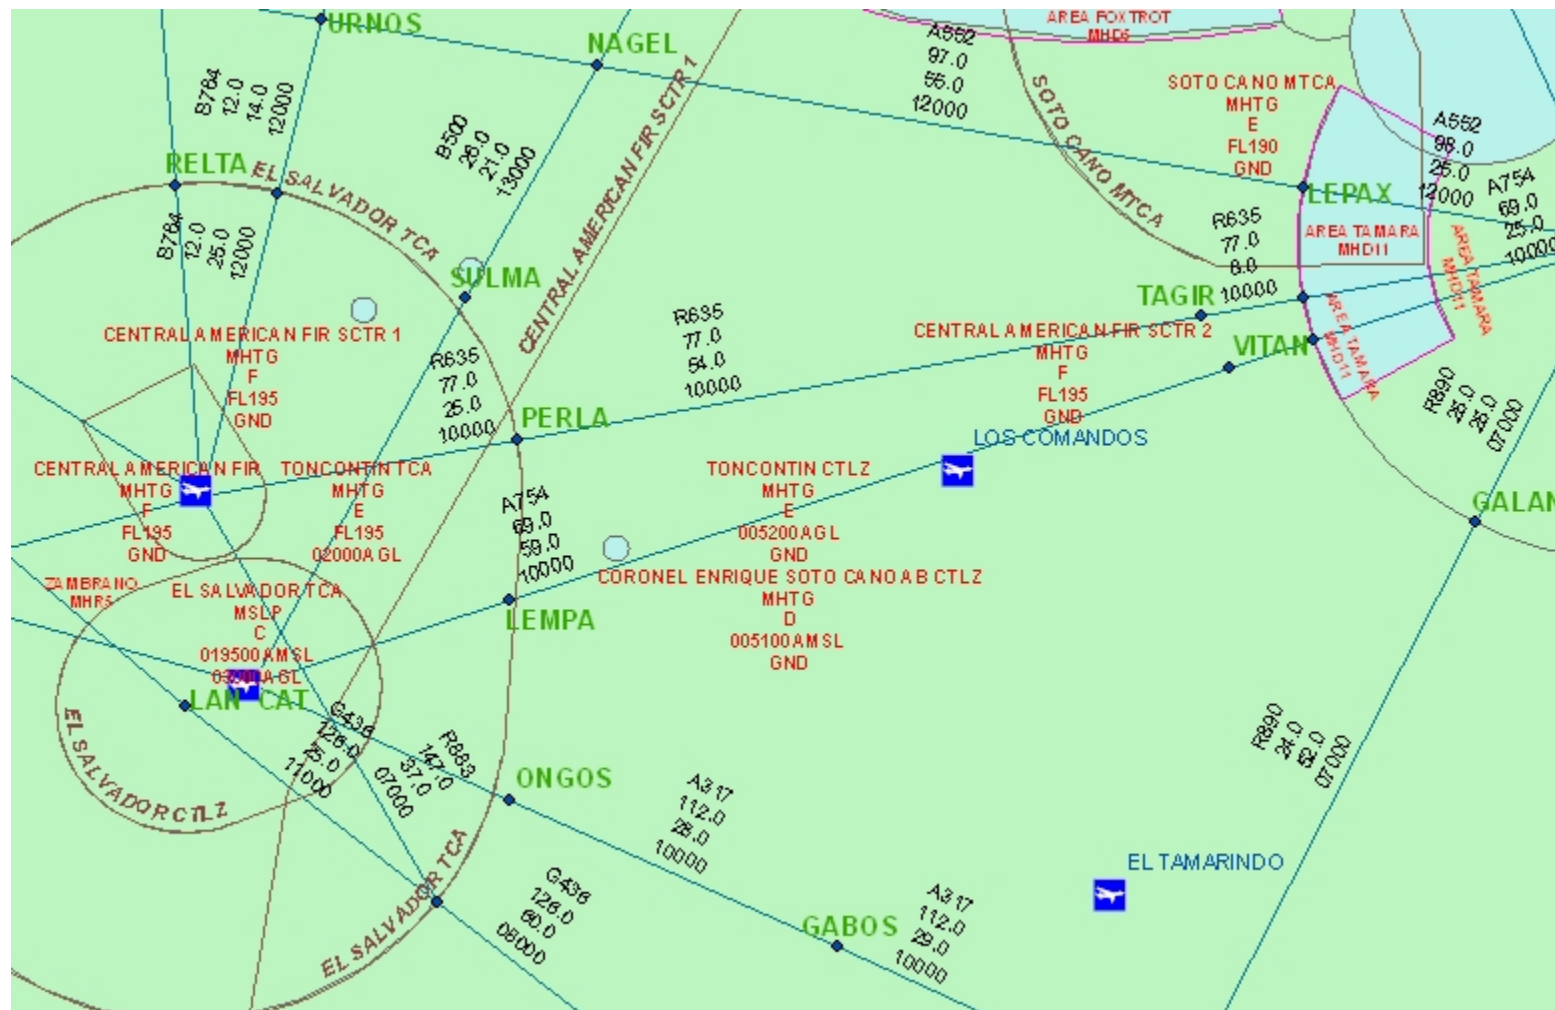 URNOS
NAGEL
A552
97.0
55.0
12000
AREA FOXTROT
MHD6
B764
12.0
14.0
12000
B500
26.0
21.0
13000
CENTRAL AMERICAN FIR SCTR 1
SOTO CANO MTCA
SOTO CANO MTCA
MHTG
E
FL190
GND
A552
98.0
25.0
12000
A754
69.0
25.0
10000
RELTA
EL SALVADOR TCA
B764
12.0
25.0
12000
SULMA
LEPAX
AREA TAMARA
MHD11
AREA TAMARA
MHD11
AREA TAMARA
MHD11
R635
77.0
8.0
10000
TAGIR
VITAN
CENTRAL AMERICAN FIR SCTR 1
MHTG
F
FL195
GND
R635
77.0
25.0
10000
R635
77.0
54.0
10000
CENTRAL AMERICAN FIR SCTR 2
MHTG
F
FL195
GND
R890
25.0
28.0
07000
PERLA
LOS COMANDOS
CENTRAL AMERICAN FIR
MHTG
F
FL195
GND
TONCONTIN TCA
MHTG
E
FL195
02000AGL
A754
69.0
59.0
10000
TONCONTIN CTLZ
MHTG
E
005200AGL
GND
GALAN
ZAMBRANO
MHR5
EL SALVADOR TCA
MSLP
C
019500AMSL
LEMPA
CORONEL ENRIQUE SOTO CANO AB CTLZ
MHTG
D
005100AMSL
GND
LAN
CAT
EL SALVADOR CTLZ
G436
126.0
25.0
11000
R883
147.0
37.0
07000
ONGOS
A317
112.0
28.0
10000
R890
24.0
52.0
07000
EL SALVADOR TCA
G436
126.0
60.0
06000
GABOS
A317
112.0
29.0
10000
EL TAMARINDO